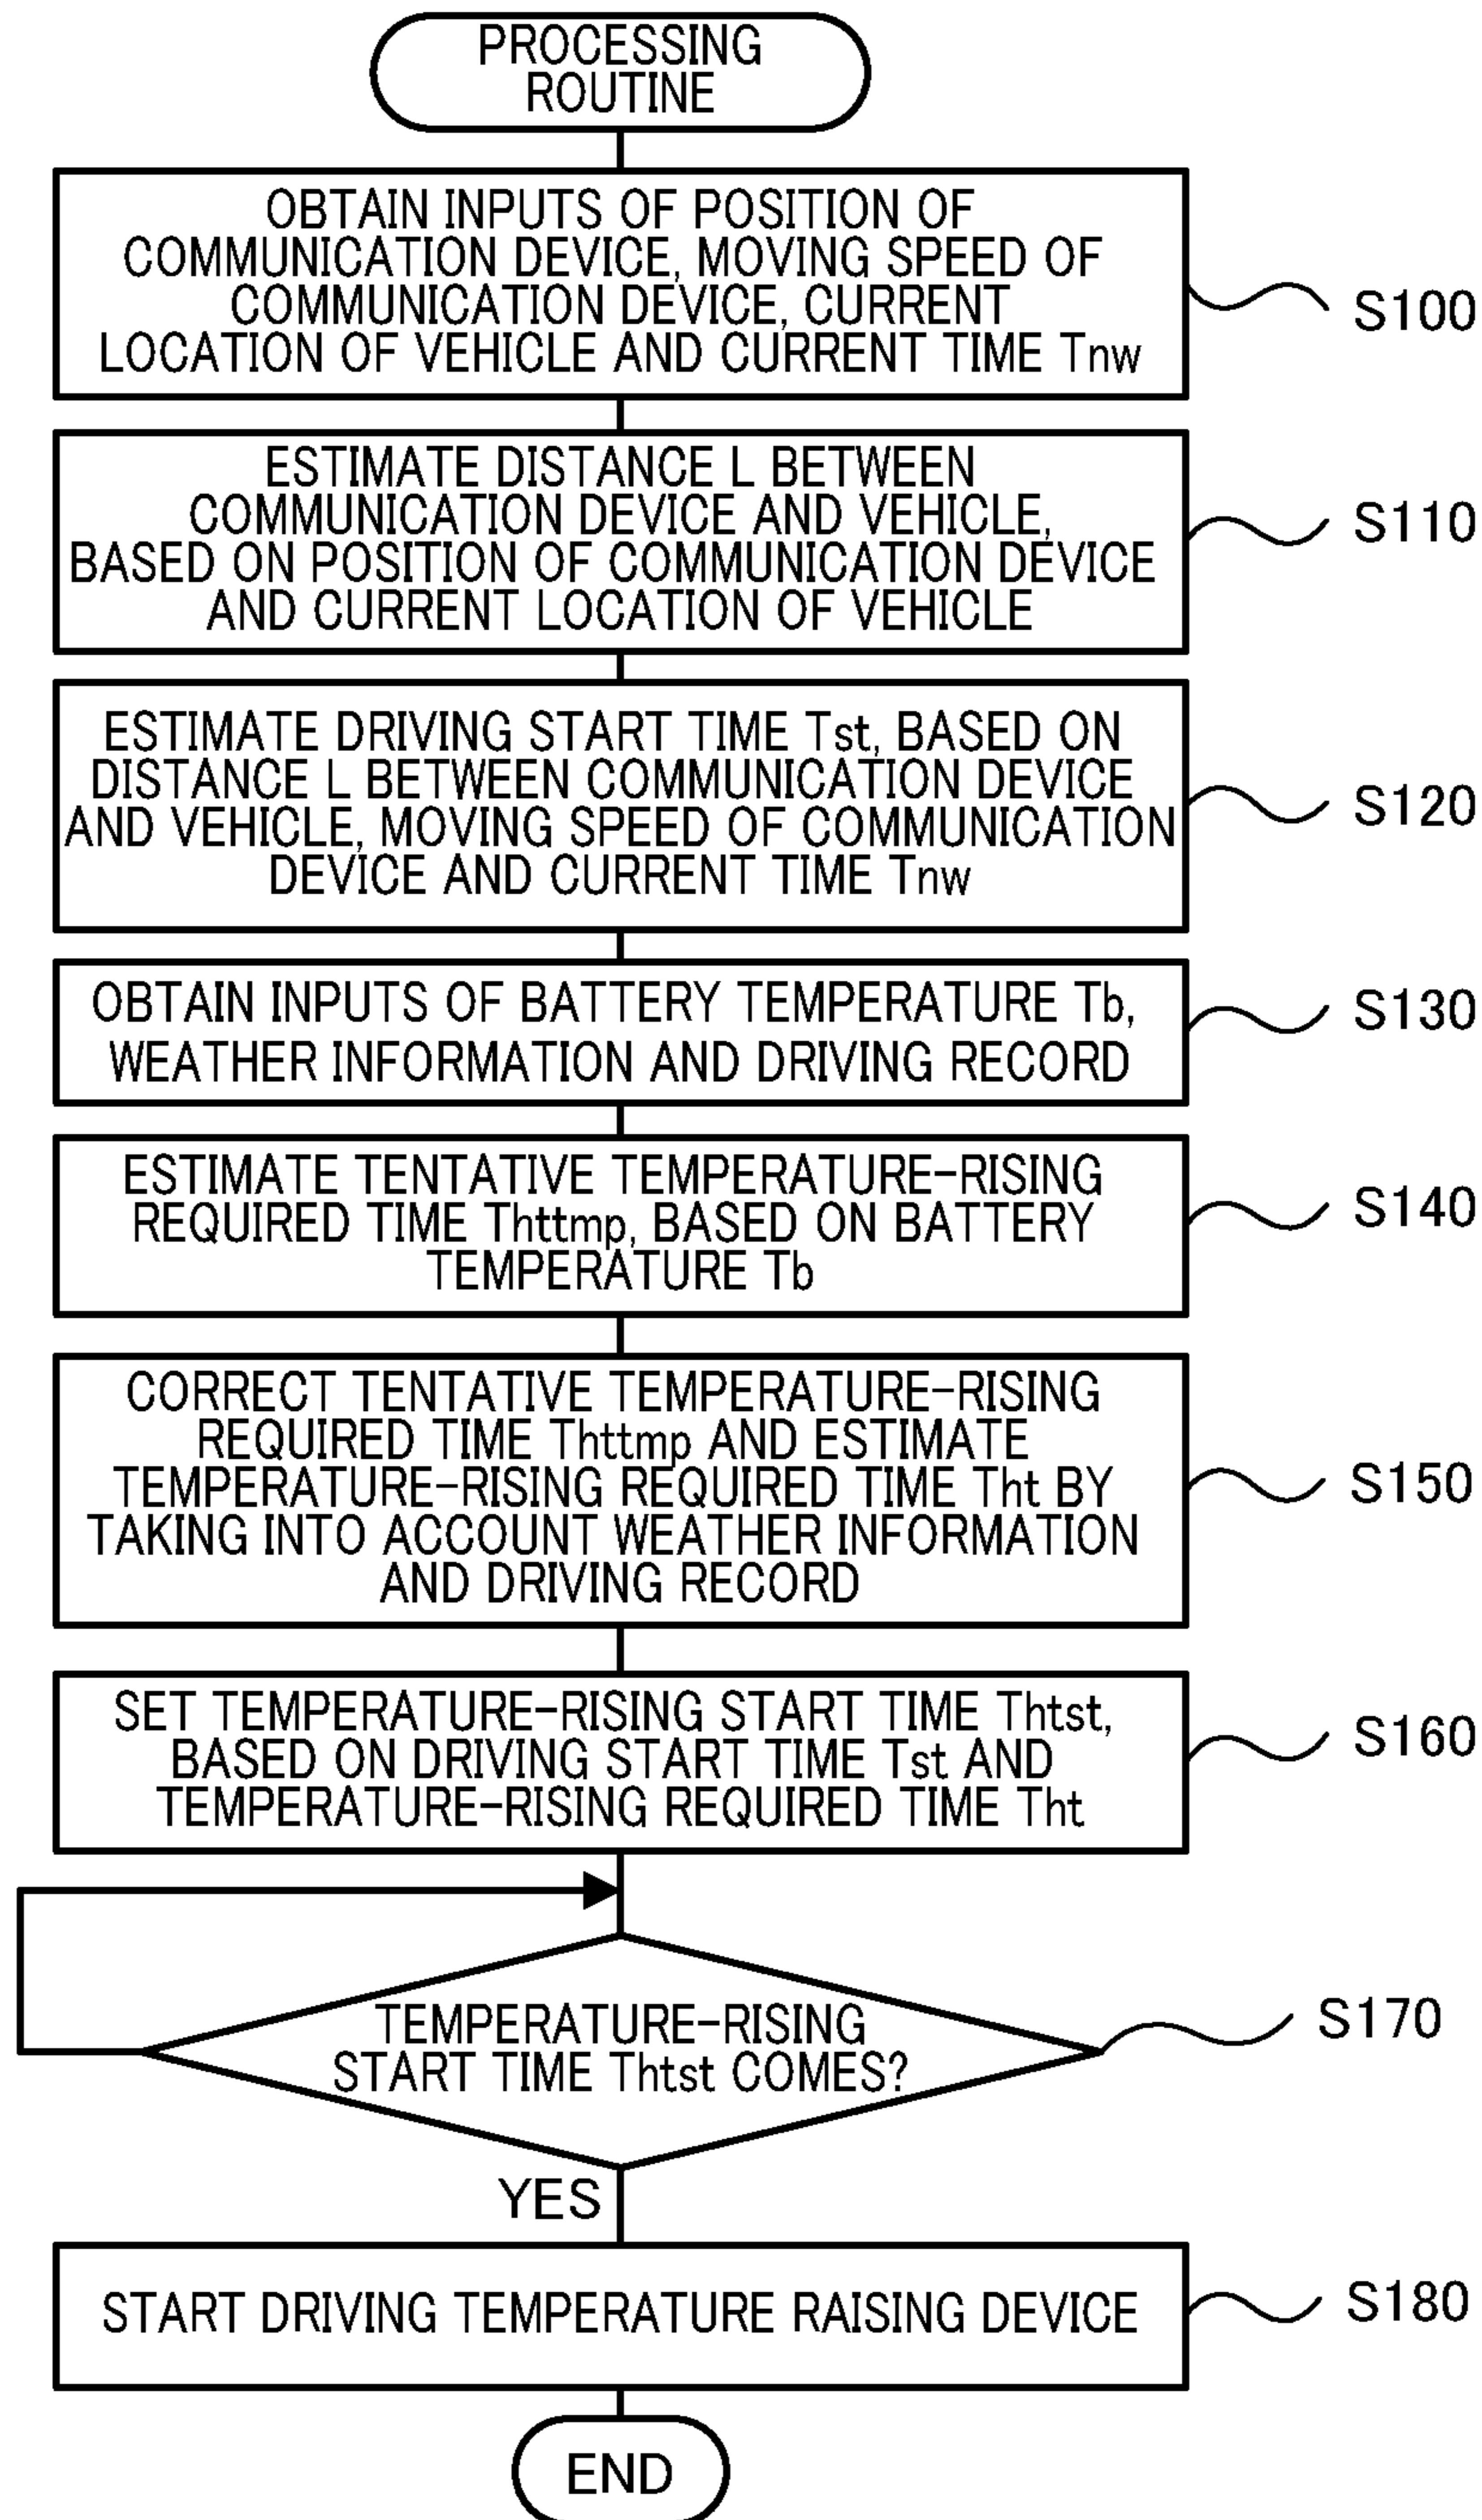 PROCESSING
ROUTINE
OBTAIN INPUTS OF POSITION OF
COMMUNICATION DEVICE, MOVING SPEED OF
COMMUNICATION DEVICE, CURRENT
LOCATION OF VEHICLE AND CURRENT TIME Tnw
S100
ESTIMATE DISTANCE L BETWEEN
COMMUNICATION DEVICE AND VEHICLE,
BASED ON POSITION OF COMMUNICATION DEVICE
AND CURRENT LOCATION OF VEHICLE
S110
ESTIMATE DRIVING START TIME Tst, BASED ON
DISTANCE L BETWEEN COMMUNICATION DEVICE
AND VEHICLE, MOVING SPEED OF COMMUNICATION
DEVICE AND CURRENT TIME Tnw
S120
OBTAIN INPUTS OF BATTERY TEMPERATURE Tb,
WEATHER INFORMATION AND DRIVING RECORD
S130
ESTIMATE TENTATIVE TEMPERATURE-RISING
REQUIRED TIME Thttmp, BASED ON BATTERY
TEMPERATURE Tb
S140
CORRECT TENTATIVE TEMPERATURE-RISING
REQUIRED TIME Thttmp AND ESTIMATE
TEMPERATURE-RISING REQUIRED TIME Tht BY
TAKING INTO ACCOUNT WEATHER INFORMATION
AND DRIVING RECORD
S150
SET TEMPERATURE-RISING START TIME Thtst,
BASED ON DRIVING START TIME Tst AND
TEMPERATURE-RISING REQUIRED TIME Tht
S160
TEMPERATURE-RISING
START TIME Thtst COMES?
S170
YES
START DRIVING TEMPERATURE RAISING DEVICE
S180
END